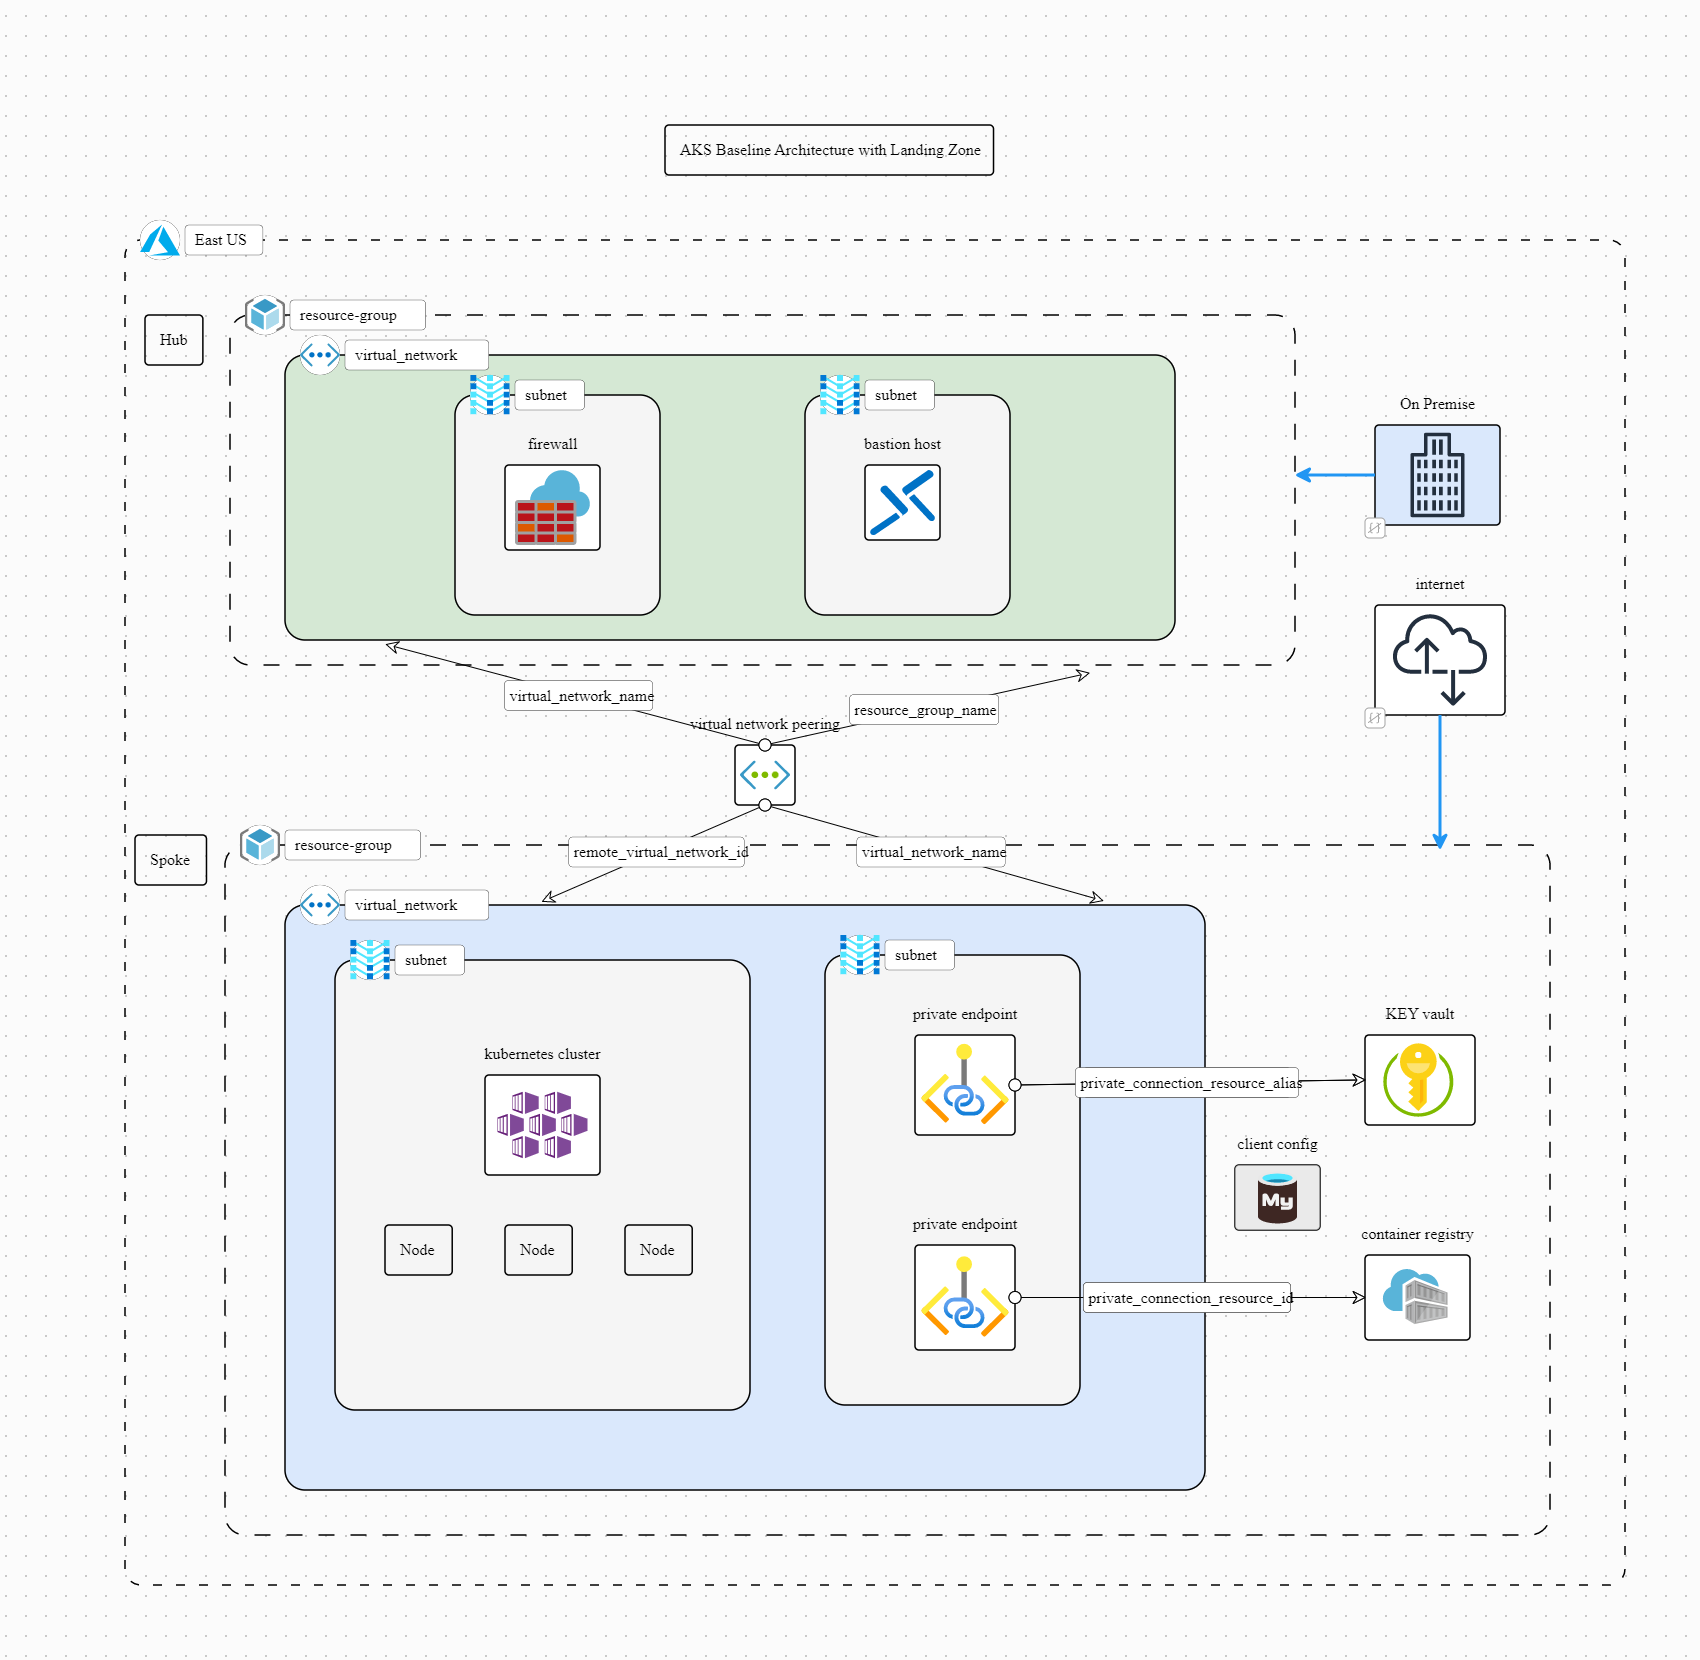 AKS Baseline Architecture with Landing Zone
East US
Hub
resource-group
virtual_network
subnet
subnet
firewall
bastion host
On Premise
internet
virtual_network_name
resource_group_name
virtual network peering
remote_virtual_network_id
virtual_network_name
Spoke
resource-group
virtual_network
subnet
subnet
kubernetes cluster
Node
Node
Node
private endpoint
private_connection_resource_alias
KEY vault
client config
My
private endpoint
private_connection_resource_id
container registry